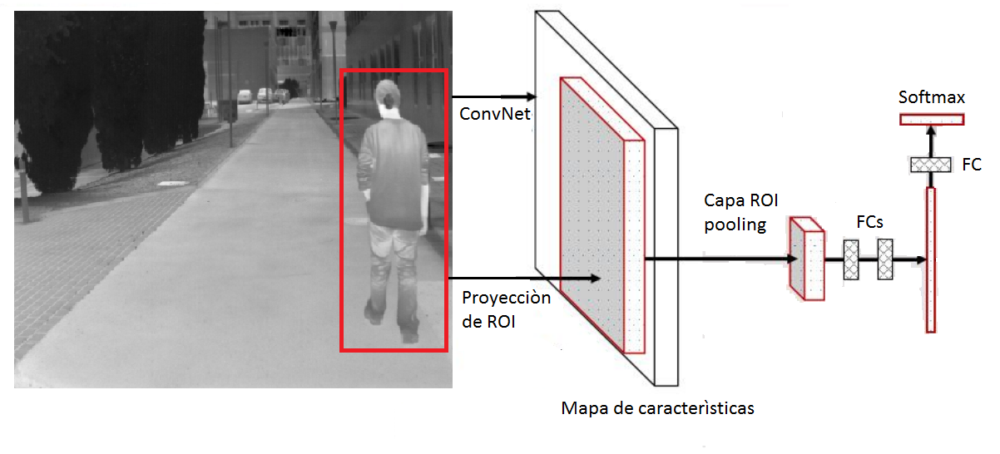 ConvNet
Proyecciòn
de ROI
Mapa de caracterìsticas
Capa ROI
pooling
FCs
Softmax
FC